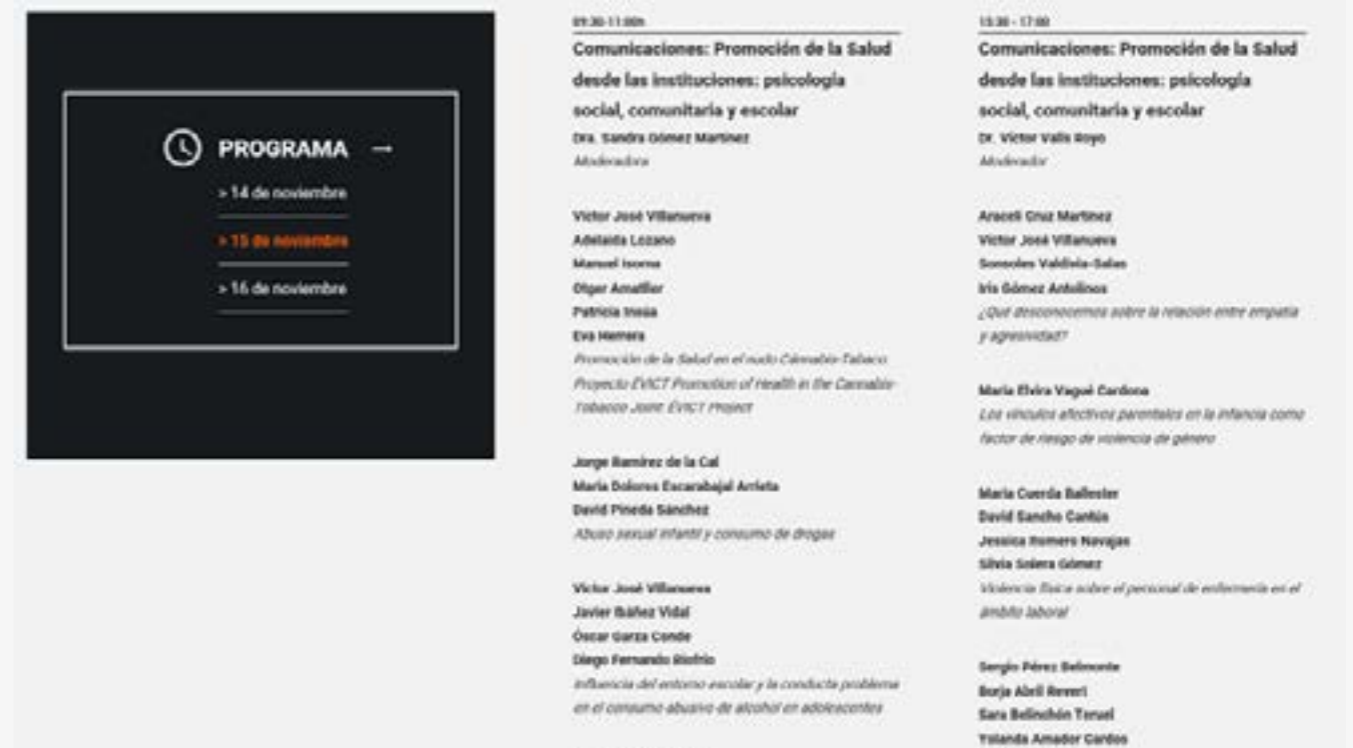 PROGRAMA →
> 14 de noviembre
> 15 de noviembre
> 16 de noviembre
09:30-11:00h
Comunicaciones: Promoción de la Salud
desde las instituciones: psicología
social, comunitaria y escolar
Dra. Sandra Gómez Martínez
Moderadora
Víctor José Villanueva
Adelaida Lozano
Manuel Isorna
Otger Amatller
Patricia Insúa
Eva Herrera
Promoción de la Salud en el nudo Cánnabis-Tabaco.
Proyecto ÉVICT Promotion of Health in the Cannabis-
Tobacco Joint: ÉVICT Project
Jorge Ramírez de la Cal
María Dolores Escarabajal Arrieta
David Pineda Sánchez
Abuso sexual infantil y consumo de drogas
Víctor José Villanueva
Javier Ibáñez Vidal
Óscar Garza Conde
Diego Fernando Riofrío
Influencia del entorno escolar y la conducta problema
en el consumo abusivo de alcohol en adolescentes
15:30 - 17:00
Comunicaciones: Promoción de la Salud
desde las instituciones: psicología
social, comunitaria y escolar
Dr. Víctor Valls Royo
Moderador
Araceli Cruz Martínez
Víctor José Villanueva
Sonsoles Valdivia-Salas
Iris Gómez Antolinos
¿Qué desconocemos sobre la relación entre empatía
y agresividad?
María Elvira Vagué Cardona
Los vínculos afectivos parentales en la infancia como
factor de riesgo de violencia de género
María Cuerda Ballester
David Sancho Cantús
Jessica Romero Navajas
Silvia Solera Gómez
Violencia física sobre el personal de enfermería en el
ámbito laboral
Sergio Pérez Belmonte
Borja Abril Revert
Sara Belinchón Teruel
Yolanda Amador Cardos